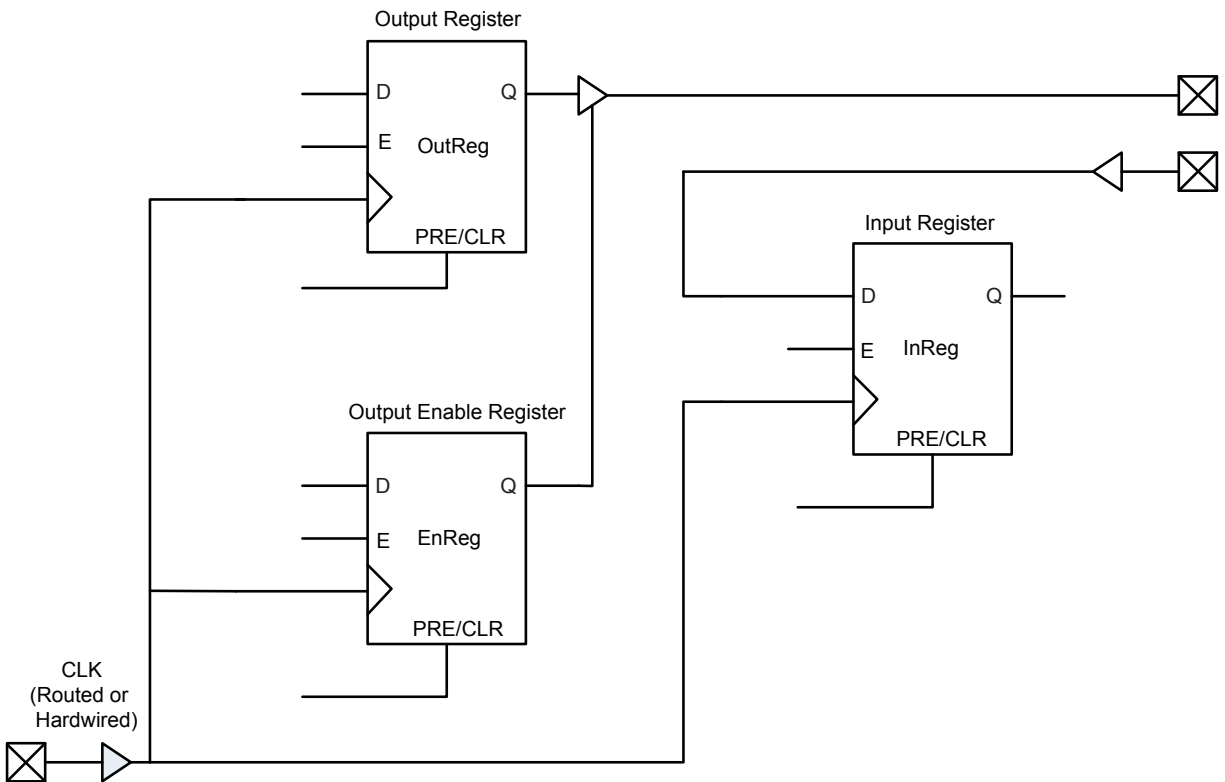 Output Register
D
Q
E
OutReg
PRE/CLR
Input Register
D
Q
E
InReg
PRE/CLR
Output Enable Register
D
Q
E
EnReg
PRE/CLR
CLK
(Routed or
Hardwired)